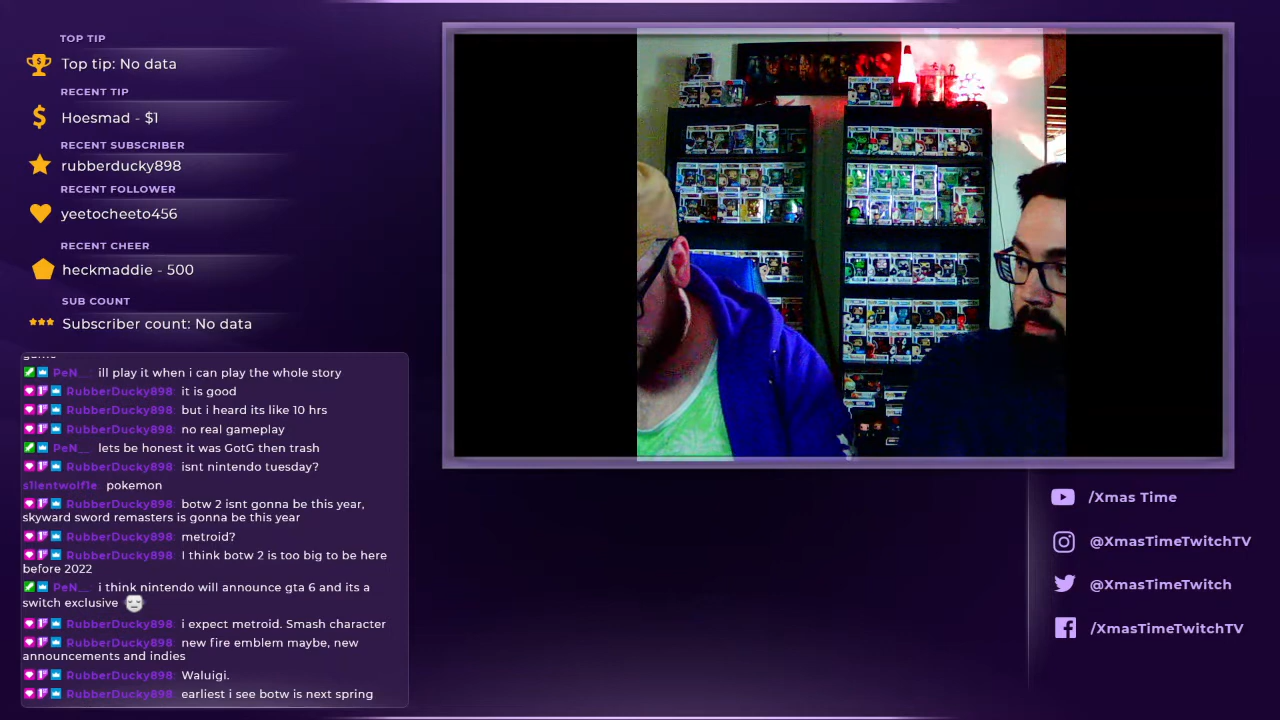 TOP TIP
Top tip: No data
RECENT TIP
Hoesmad - $1
RECENT SUBSCRIBER
rubberducky898
RECENT FOLLOWER
yeetocheeto456
RECENT CHEER
heckmaddie - 500
SUB COUNT
Subscriber count: No data
PeN__: ill play it when i can play the whole story
RubberDucky898: it is good
RubberDucky898: but i heard its like 10 hrs
RubberDucky898: no real gameplay
PeN__: lets be honest it was GotG then trash
RubberDucky898: isnt nintendo tuesday?
s1lentwolf1e: pokemon
RubberDucky898: botw 2 isnt gonna be this year,
skyward sword remasters is gonna be this year
RubberDucky898: metroid?
RubberDucky898: I think botw 2 is too big to be here
before 2022
PeN__: i think nintendo will announce gta 6 and its a
switch exclusive
RubberDucky898: i expect metroid. Smash character
RubberDucky898: new fire emblem maybe, new
announcements and indies
RubberDucky898: Waluigi.
RubberDucky898: earliest i see botw is next spring
/Xmas Time
@XmasTimeTwitchTV
@XmasTimeTwitch
/XmasTimeTwitchTV